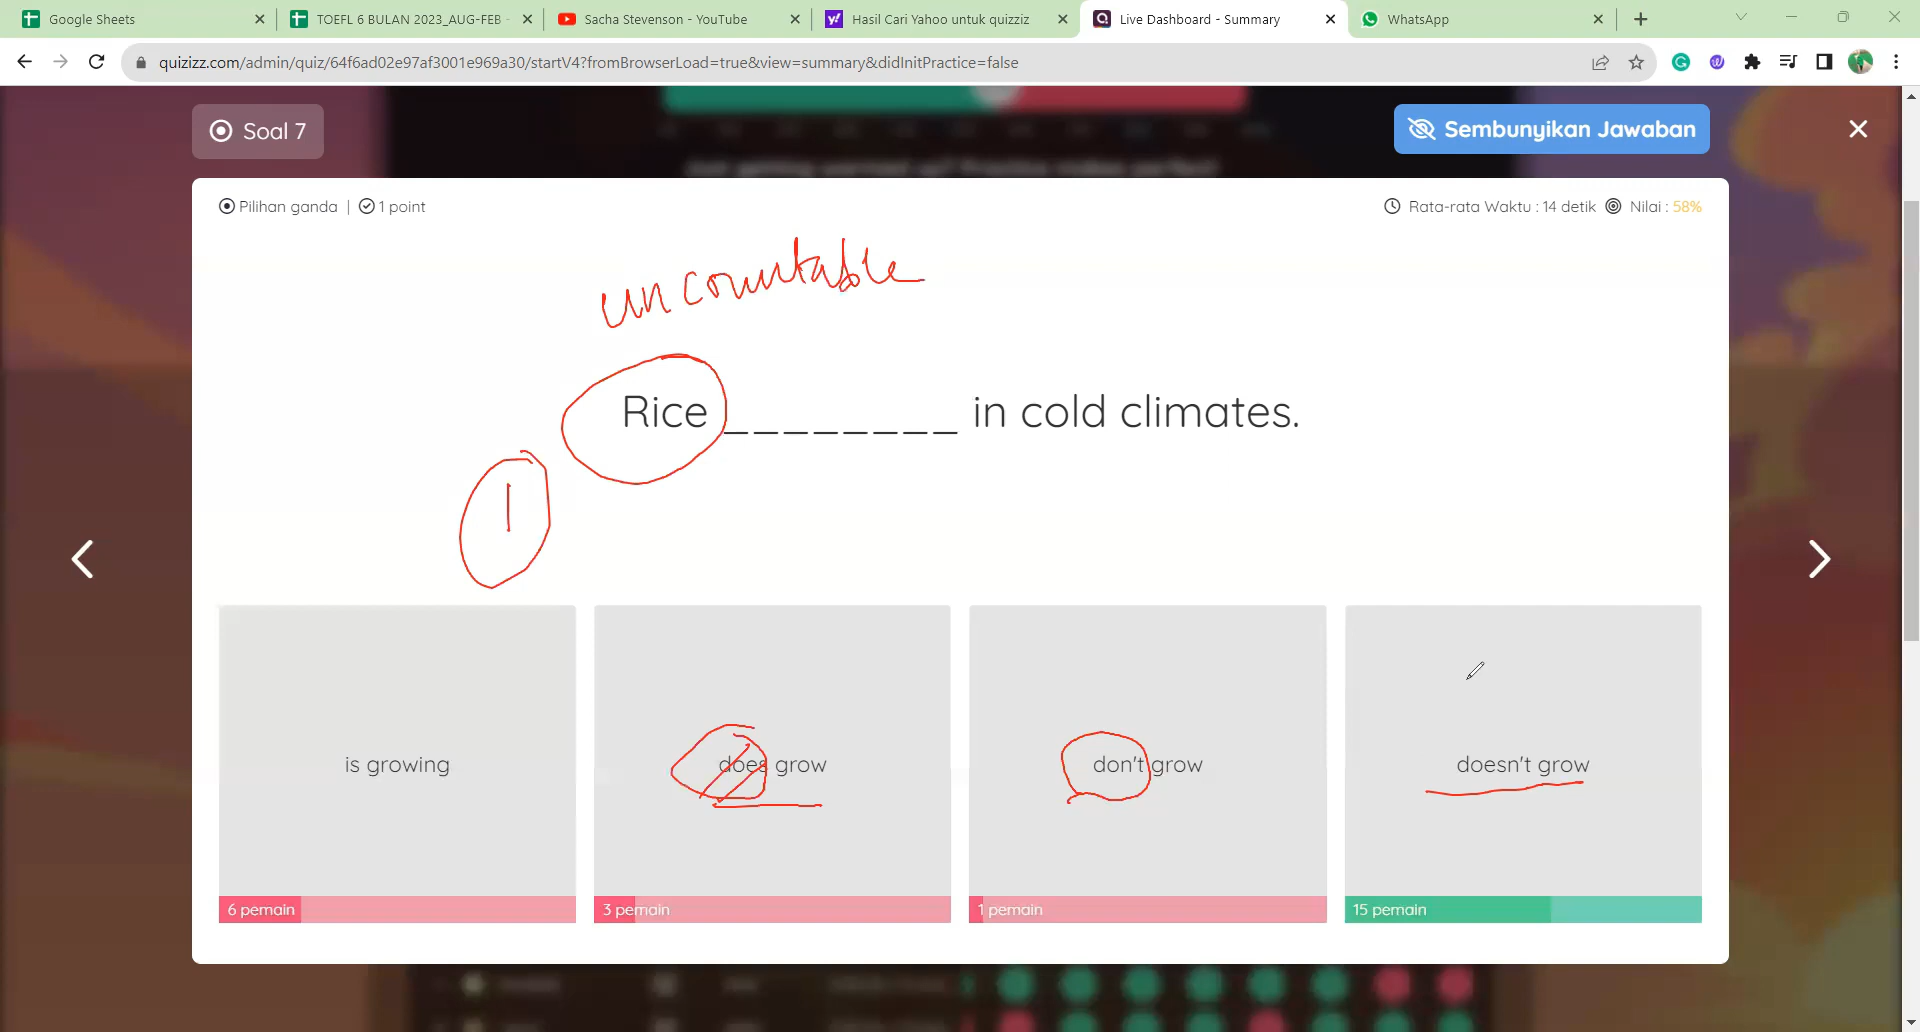 Google Sheets
TOEFL 6 BULAN 2023_AUG-FEB -
Sacha Stevenson - YouTube
Hasil Cari Yahoo untuk quizziz
Live Dashboard - Summary
WhatsApp
quizizz.com/admin/quiz/64f6ad02e97af3001e969a30/startV4?fromBrowserLoad=true&view=summary&didInitPractice=false
Soal 7
Sembunyikan Jawaban
Pilihan ganda | 1 point
Rata-rata Waktu : 14 detik Nilai : 58%
uncountable
Rice ________ in cold climates.
1
is growing
does grow
don't grow
doesn't grow
6 pemain
3 pemain
1 pemain
15 pemain